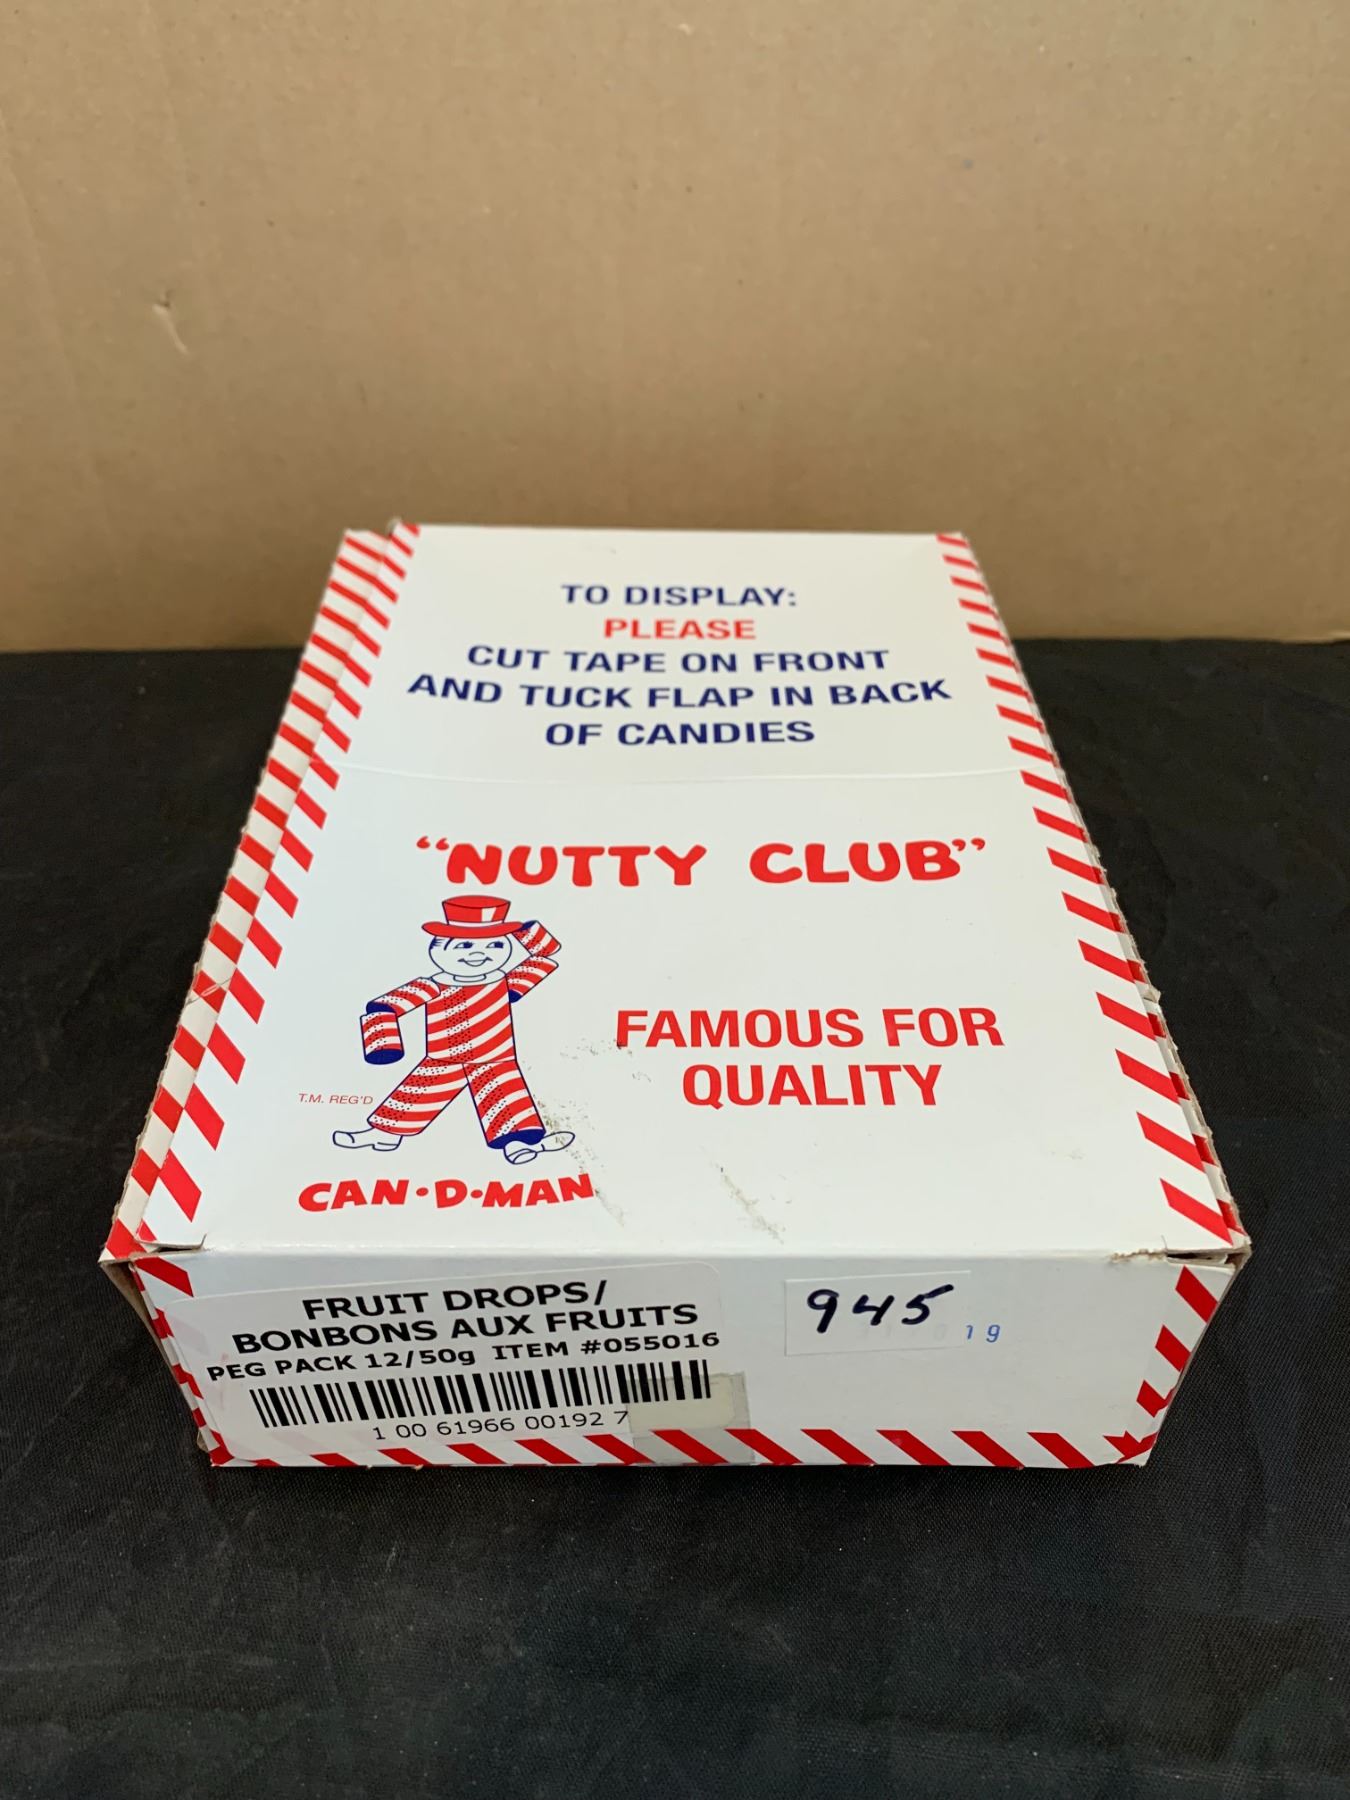 TO DISPLAY:
PLEASE
CUT TAPE ON FRONT
AND TUCK FLAP IN BACK
OF CANDIES
"NUTTY CLUB"
FAMOUS FOR
QUALITY
T.M. REG'D
CAN·D·MAN
FRUIT DROPS/
BONBONS AUX FRUITS
PEG PACK 12/50g ITEM #055016
1 00 61966 00192 7
945
19